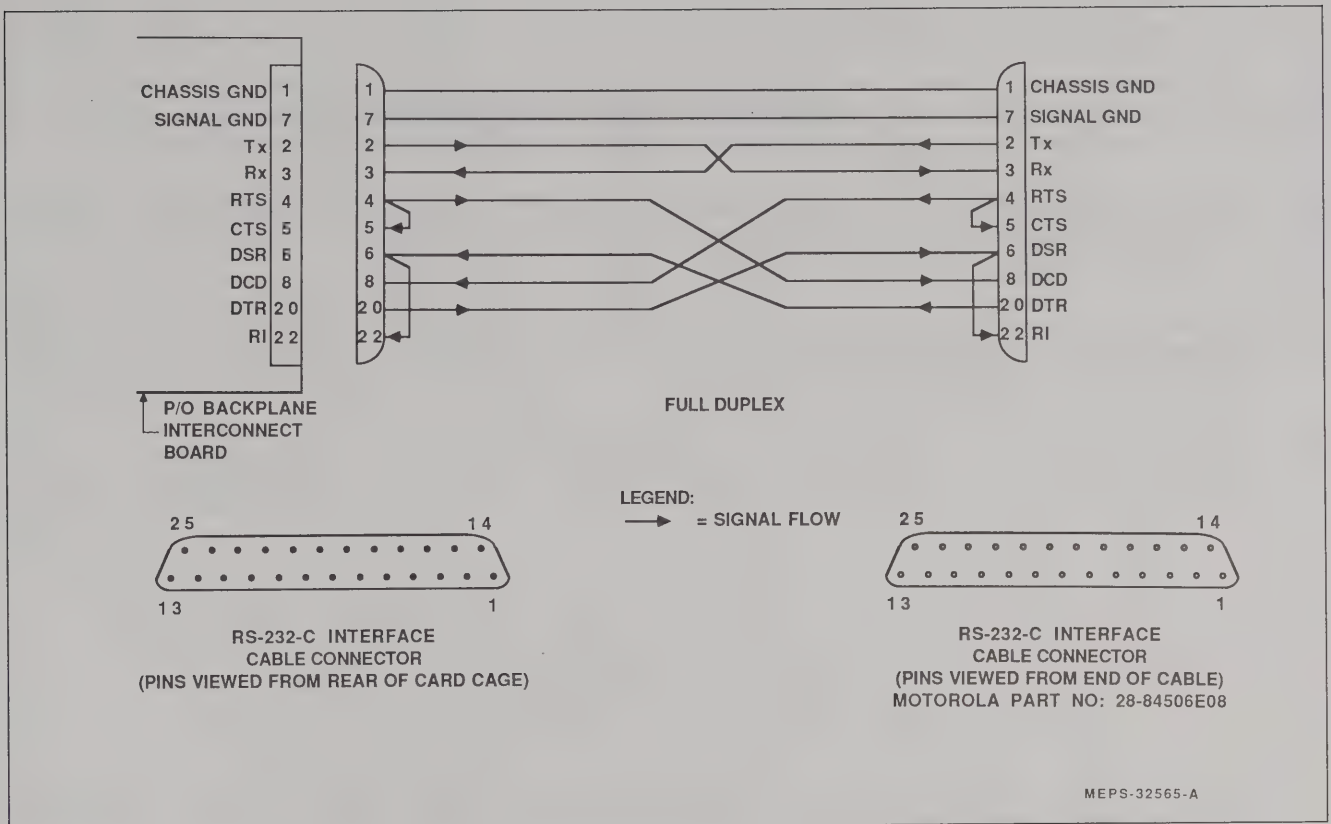 CHASSIS GND 1 1 1 CHASSIS GND
SIGNAL GND 7 7 7 SIGNAL GND
Tx 2 2 2 Tx
Rx 3 3 3 Rx
RTS 4 4 4 RTS
CTS 5 5 5 CTS
DSR 6 6 6 DSR
DCD 8 8 8 DCD
DTR 20 20 20 DTR
RI 22 22 22 RI
P/O BACKPLANE
INTERCONNECT
BOARD
FULL DUPLEX
LEGEND:
= SIGNAL FLOW
25 14
13 1
RS-232-C INTERFACE
CABLE CONNECTOR
(PINS VIEWED FROM REAR OF CARD CAGE)
25 14
13 1
RS-232-C INTERFACE
CABLE CONNECTOR
(PINS VIEWED FROM END OF CABLE)
MOTOROLA PART NO: 28-84506E08
MEPS-32565-A